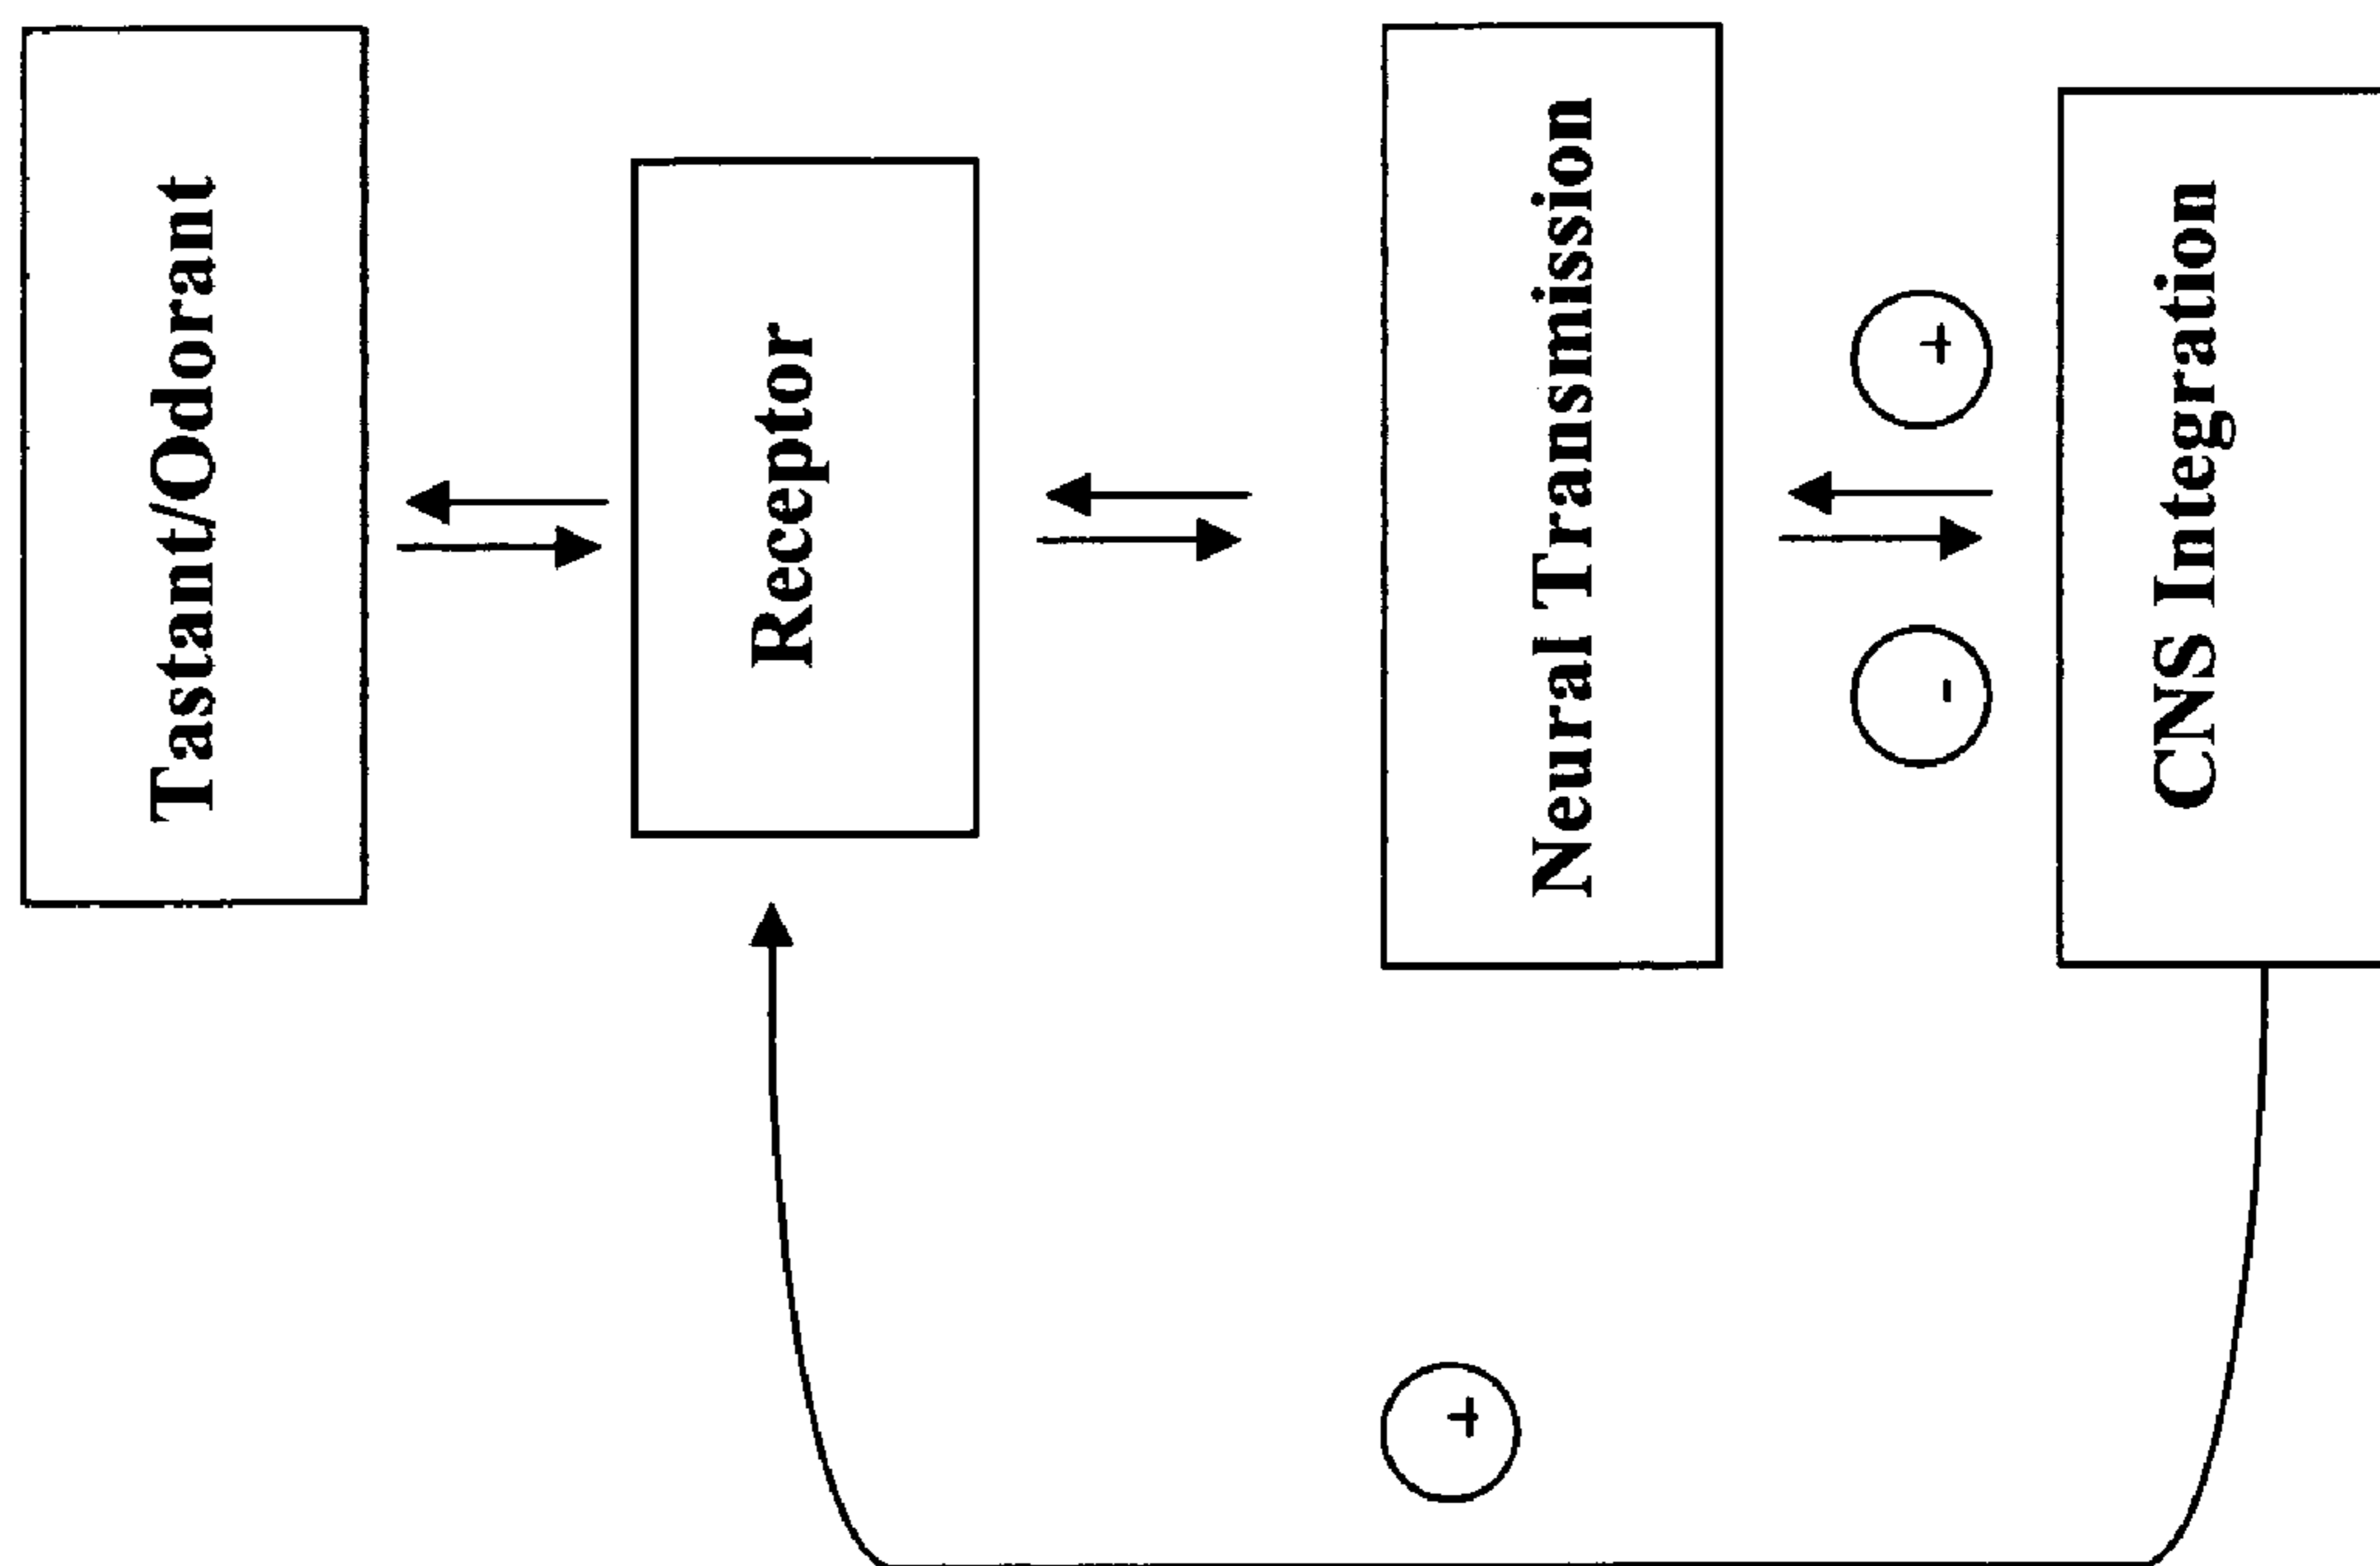 Tastant/Odorant
Receptor
Neural Transmission
+
-
CNS Integration
+